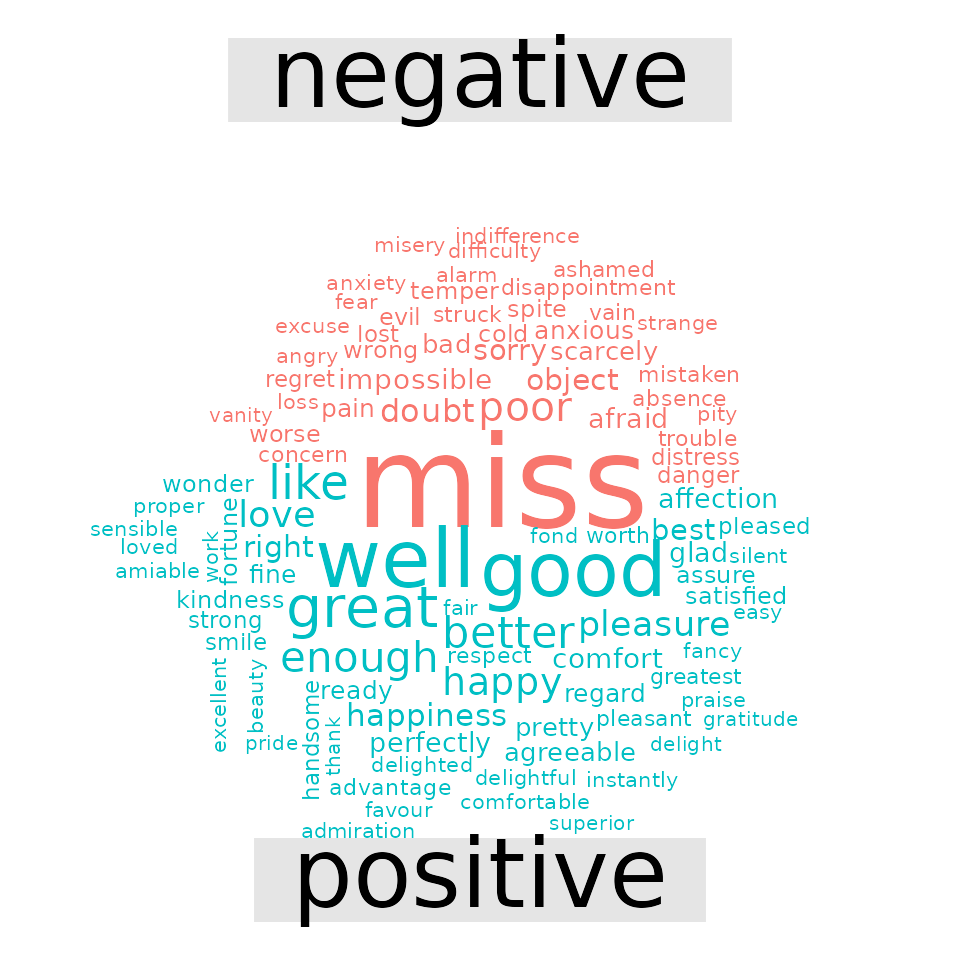 negative
indifference
misery difficulty
alarm ashamed
anxiety temper disappointment
fear evil struck spite vain
excuse lost cold anxious strange
angry wrong bad sorry scarcely
regret impossible object mistaken
loss pain doubt poor absence
vanity afraid pity
worse trouble
concern miss distress
danger
wonder like affection
proper love
sensible fortune fond worth best pleased
loved work right well good glad silent
amiable fine assure
kindness great fair satisfied
strong better pleasure easy
smile enough respect comfort fancy
excellent beauty happy greatest
ready regard praise
handsome happiness pleasant gratitude
thank pretty
pride perfectly agreeable delight
delighted delightful instantly
advantage
favour comfortable
admiration superior
positive